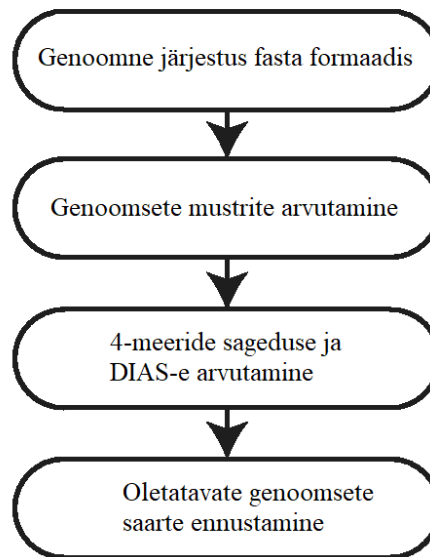 Genoomne järjestus fasta formaadis
Genoomsete mustrite arvutamine
4-meeride sageduse ja
DIAS-e arvutamine
Oletatavate genoomsete
saarte ennustamine